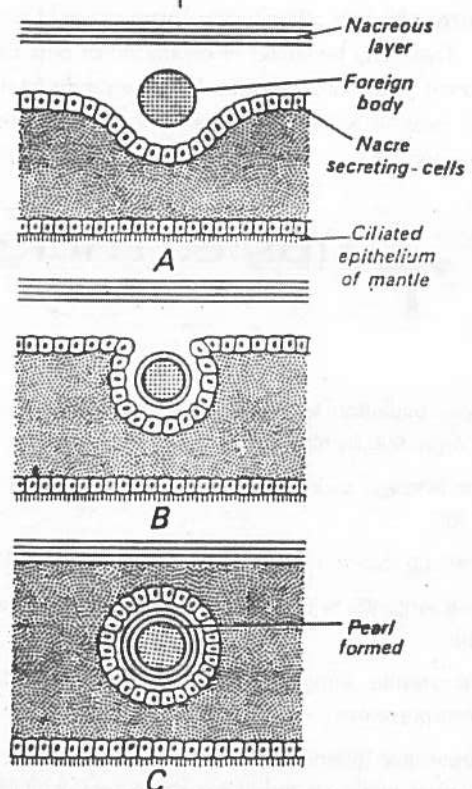 Nacreous
layer
Foreign
body
Nacre
secreting-cells
Ciliated
epithelium
of mantle
A
B
Pearl
formed
C